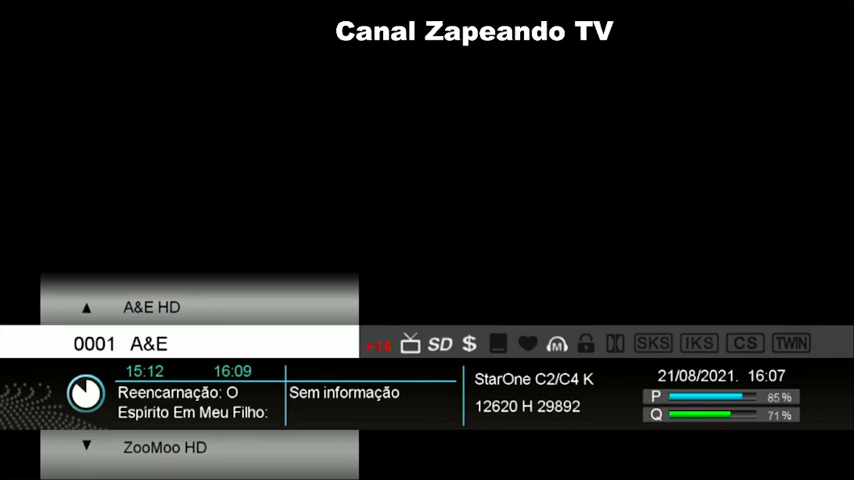 Canal Zapeando TV
A&E HD
0001 A&E
+14 SD $ M SKS IKS CS TWIN
15:12 16:09
Reencarnação: O
Espírito Em Meu Filho:
Sem informação
StarOne C2/C4 K
12620 H 29892
21/08/2021. 16:07
P 85%
Q 71%
ZooMoo HD